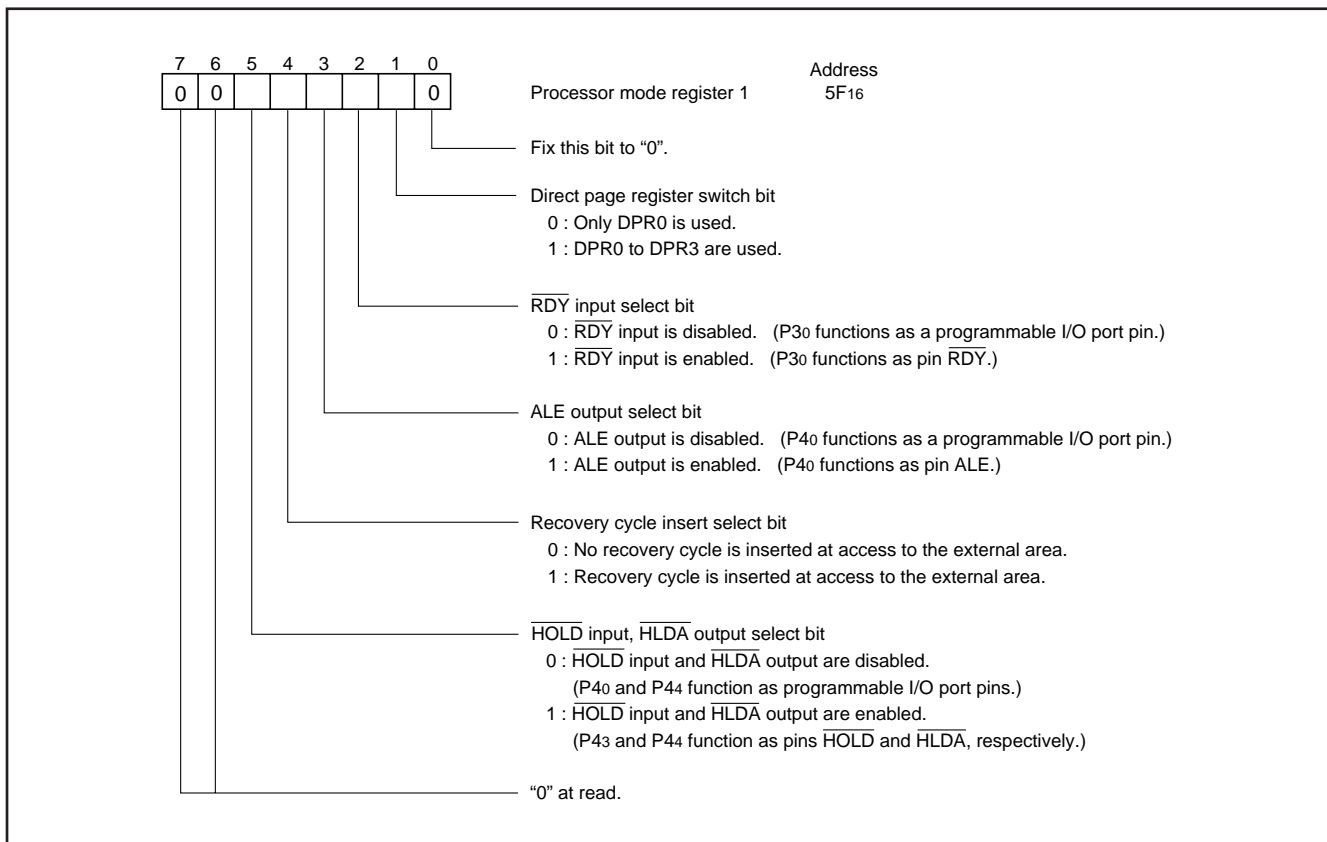 7 6 5 4 3 2 1 0
0 0 0
Processor mode register 1
Address
5F16
Fix this bit to “0”.
Direct page register switch bit
0 : Only DPR0 is used.
1 : DPR0 to DPR3 are used.
RDY input select bit
0 : RDY input is disabled. (P30 functions as a programmable I/O port pin.)
1 : RDY input is enabled. (P30 functions as pin RDY.)
ALE output select bit
0 : ALE output is disabled. (P40 functions as a programmable I/O port pin.)
1 : ALE output is enabled. (P40 functions as pin ALE.)
Recovery cycle insert select bit
0 : No recovery cycle is inserted at access to the external area.
1 : Recovery cycle is inserted at access to the external area.
HOLD input, HLDA output select bit
0 : HOLD input and HLDA output are disabled.
(P40 and P44 function as programmable I/O port pins.)
1 : HOLD input and HLDA output are enabled.
(P43 and P44 function as pins HOLD and HLDA, respectively.)
“0” at read.